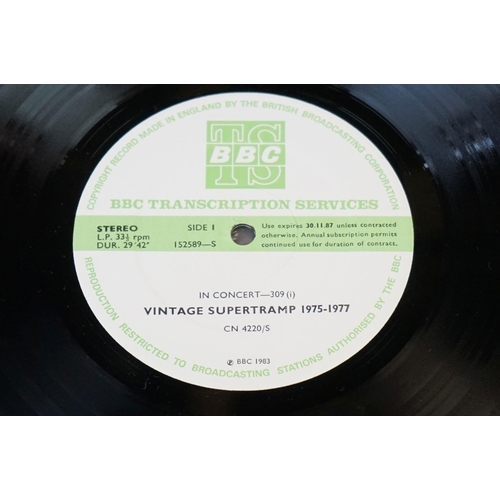 COPYRIGHT RECORD MADE IN ENGLAND BY THE BRITISH BROADCASTING CORPORATION
TS
BBC
BBC TRANSCRIPTION SERVICES
STEREO
L.P. 33⅓ rpm
DUR. 29'42"
SIDE I
152589—S
Use expires 30.11.87 unless contracted
otherwise. Annual subscription permits
continued use for duration of contract.
IN CONCERT—309 (i)
VINTAGE SUPERTRAMP 1975-1977
CN 4220/S
℗ BBC 1983
REPRODUCTION RESTRICTED TO BROADCASTING STATIONS AUTHORISED BY THE BBC